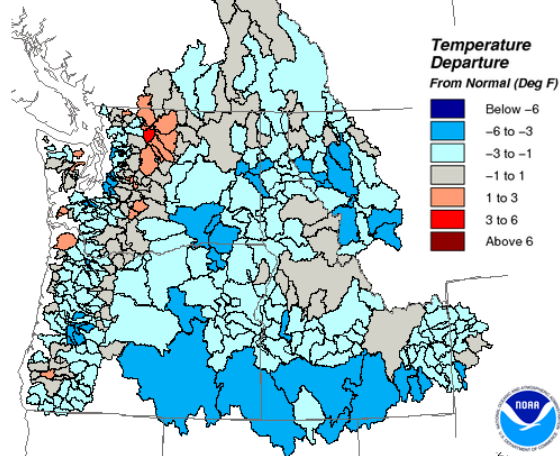 Temperature
Departure
From Normal (Deg F)
Below −6
−6 to −3
−3 to −1
−1 to 1
1 to 3
3 to 6
Above 6
NOAA